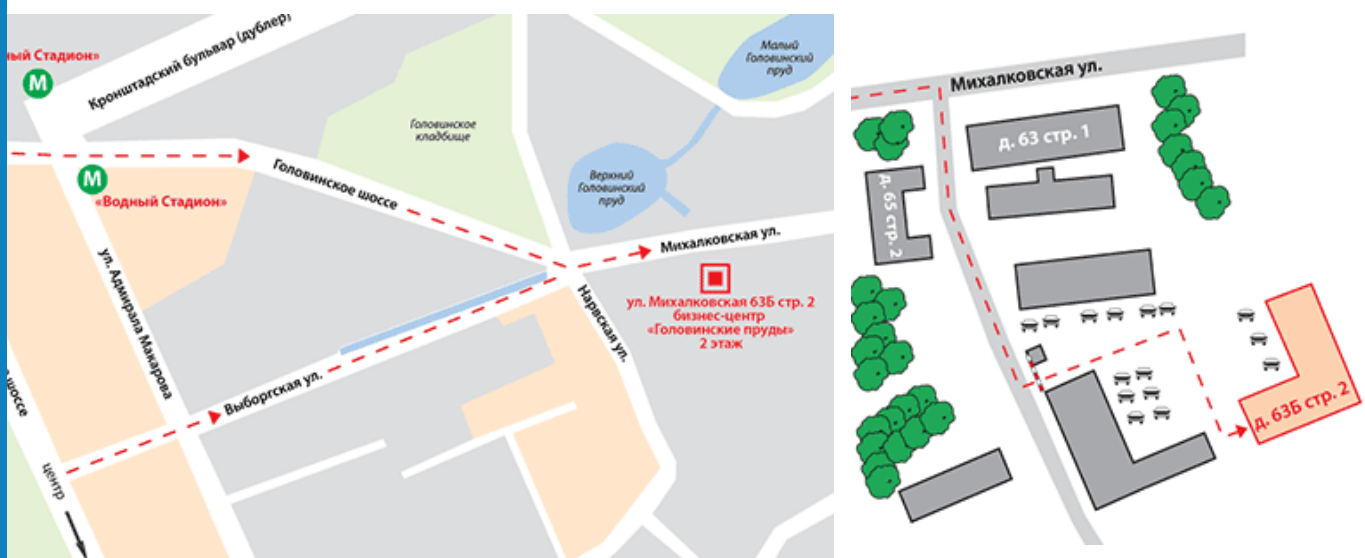 ный Стадион»
М
Кронштадский бульвар (дублер)
Малый
Головинский
пруд
Головинское
кладбище
Головинское шоссе
М
«Водный Стадион»
Верхний
Головинский
пруд
Михалковская ул.
ул. Адмирала Макарова
ул. Михалковская 63Б стр. 2
бизнес-центр
«Головинские пруды»
2 этаж
Нарвская ул.
Выборгская ул.
шоссе
центр
Михалковская ул.
д. 63 стр. 1
д. 65 стр. 2
д. 63Б стр. 2